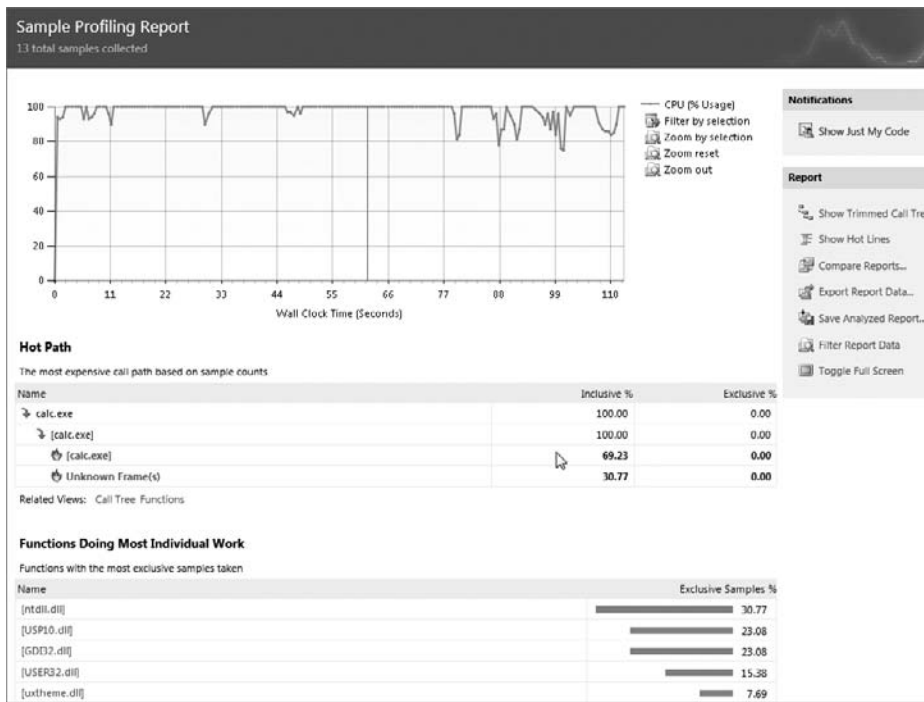 Sample Profiling Report
13 total samples collected
100
80
60
40
20
0
0 11 22 33 44 55 66 77 88 99 110
Wall Clock Time (Seconds)
CPU (% Usage)
Filter by selection
Zoom by selection
Zoom reset
Zoom out
Notifications
Show Just My Code
Report
Show Trimmed Call Tre
Show Hot Lines
Compare Reports...
Export Report Data...
Save Analyzed Report...
Filter Report Data
Toggle Full Screen
Hot Path
The most expensive call path based on sample counts
Name Inclusive % Exclusive %
calc.exe 100.00 0.00
[calc.exe] 100.00 0.00
[calc.exe] 69.23 0.00
Unknown Frame(s) 30.77 0.00
Related Views: Call Tree Functions
Functions Doing Most Individual Work
Functions with the most exclusive samples taken
Name Exclusive Samples %
[ntdll.dll] 30.77
[USP10.dll] 23.08
[GDI32.dll] 23.08
[USER32.dll] 15.38
[uxtheme.dll] 7.69